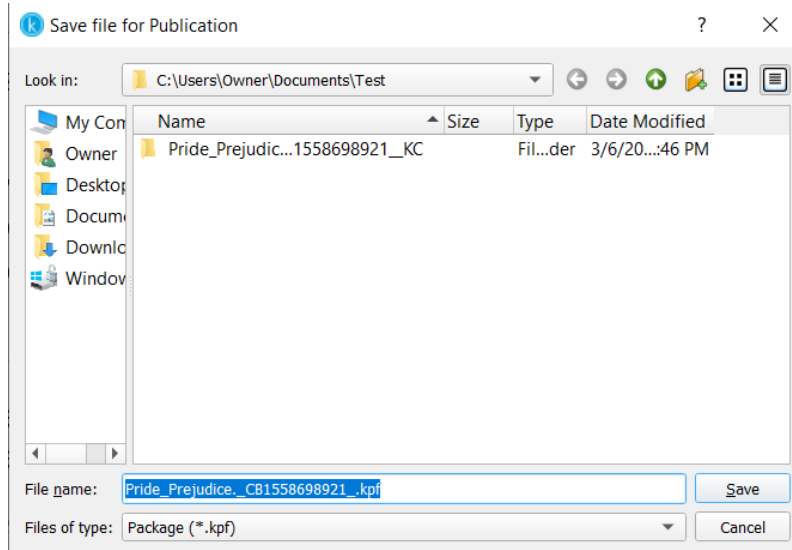 k Save file for Publication ?
Look in: C:\Users\Owner\Documents\Test
Name Size Type Date Modified
My Con
Pride_Prejudic...1558698921__KC Fil...der 3/6/20...:46 PM
Owner
Desktop
Docum
Downlo
Window
File name: Pride_Prejudice._CB1558698921_.kpf Save
Files of type: Package (*.kpf) Cancel